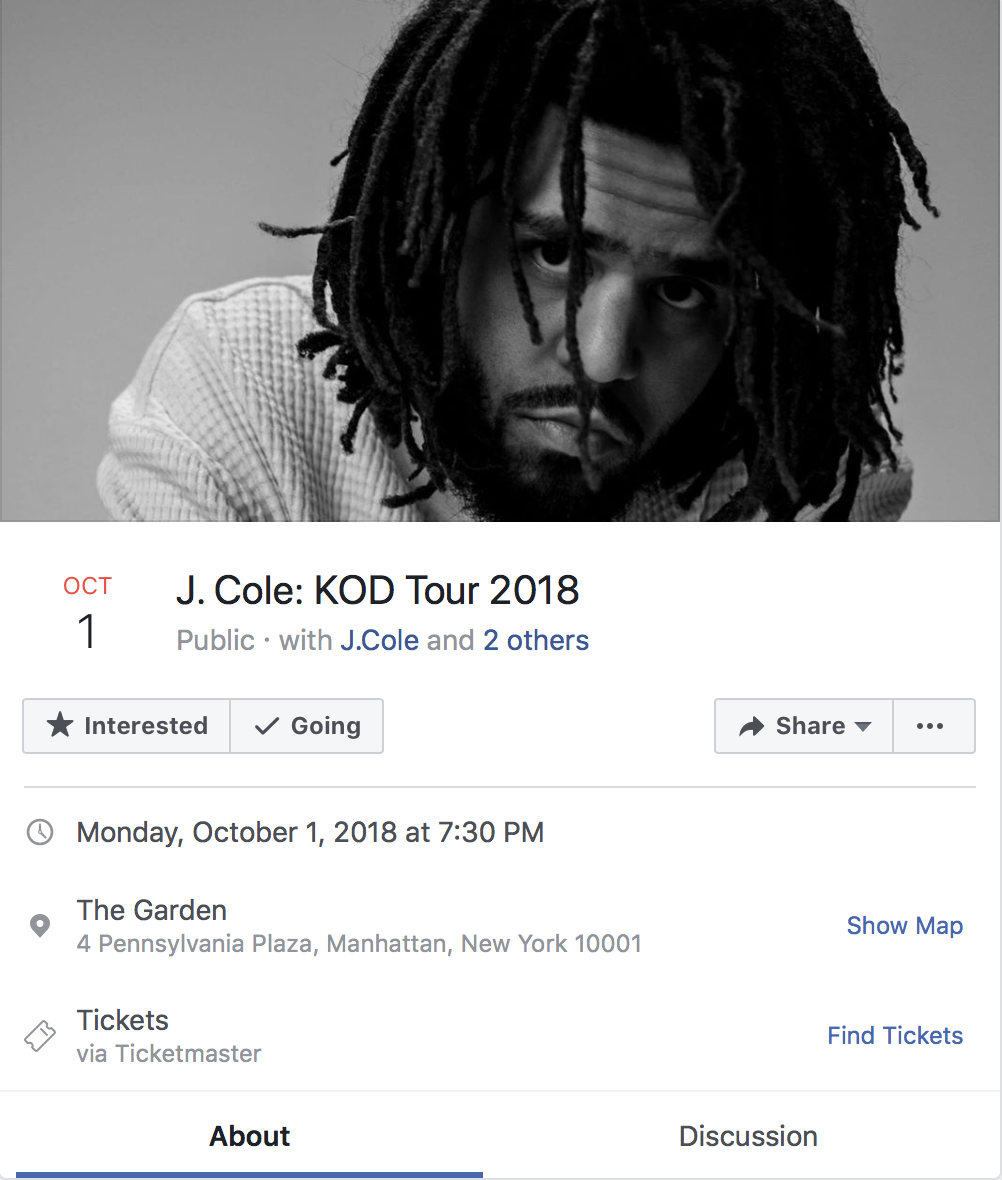 OCT
1
J. Cole: KOD Tour 2018
Public · with J.Cole and 2 others
Interested
Going
Share
Monday, October 1, 2018 at 7:30 PM
The Garden
4 Pennsylvania Plaza, Manhattan, New York 10001
Show Map
Tickets
via Ticketmaster
Find Tickets
About
Discussion